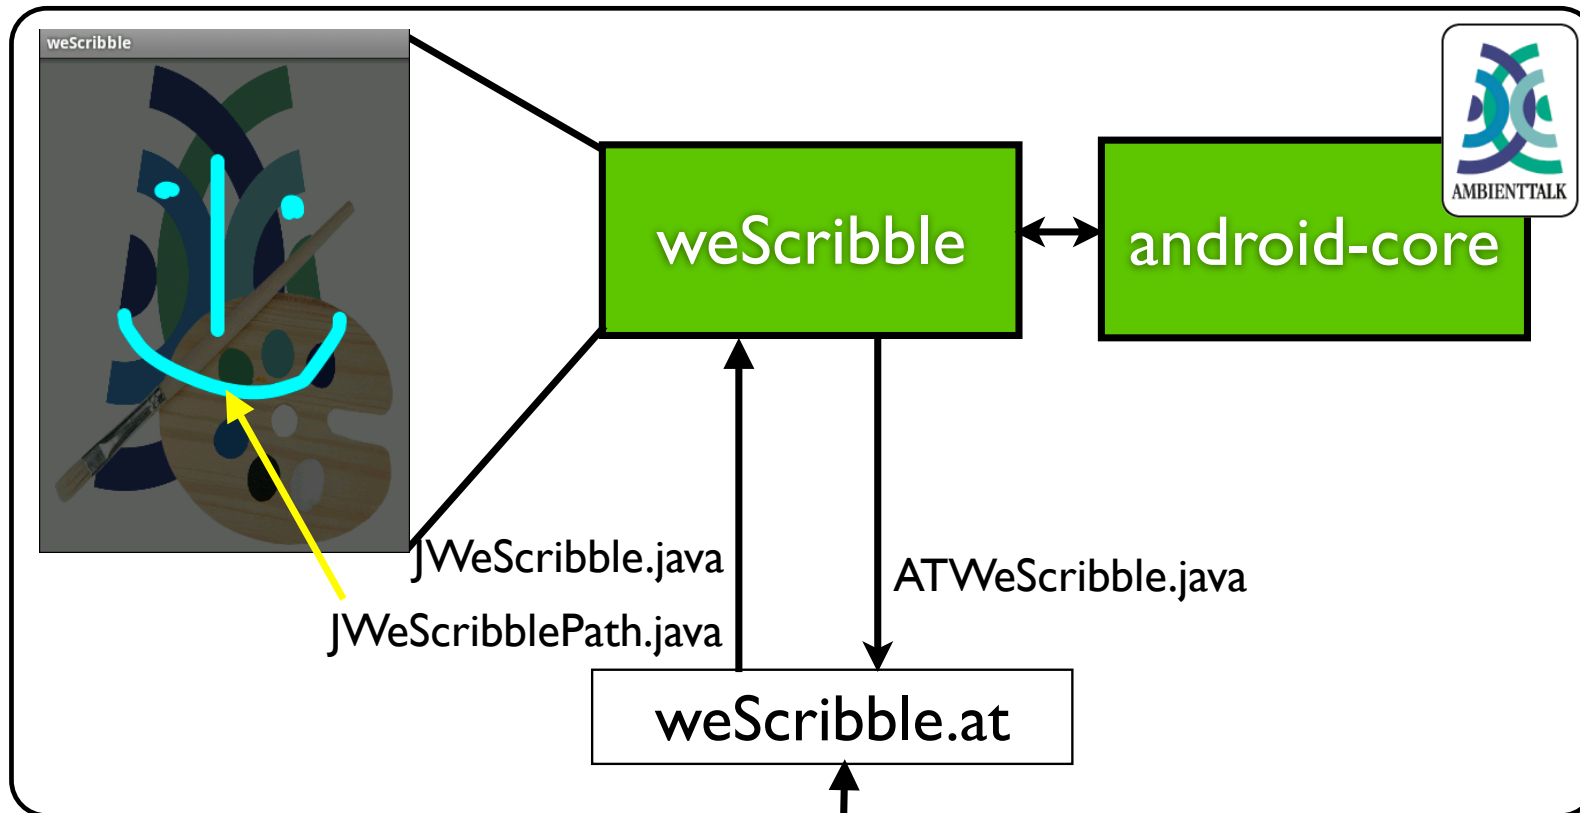 weScribble
AMBIENTTALK
weScribble
android-core
JWeScribble.java
ATWeScribble.java
JWeScribblePath.java
weScribble.at